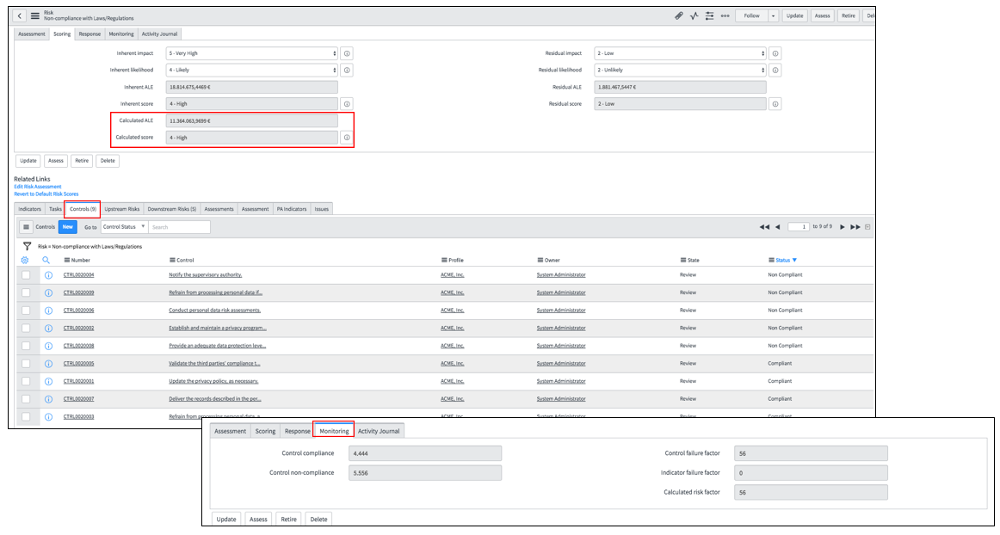 Risk
Non-compliance with Laws/Regulations
Follow Update Assess Retire Del
Assessment Scoring Response Monitoring Activity Journal
Inherent impact 5 - Very High Residual impact 2 - Low
Inherent likelihood 4 - Likely Residual likelihood 2 - Unlikely
Inherent ALE 18.814.675,4469 € Residual ALE 1.881.467,5447 €
Inherent score 4 - High Residual score 2 - Low
Calculated ALE 11.364.063,9699 €
Calculated score 4 - High
Update Assess Retire Delete
Related Links
Edit Risk Assessment
Revert to Default Risk Scores
Indicators Tasks Controls (9) Upstream Risks Downstream Risks (5) Assessments Assessment PA Indicators Issues
Controls New Go to Control Status Search 1 to 9 of 9
Risk = Non-compliance with Laws/Regulations
Number Control Profile Owner State Status
CTRL0020004 Notify the supervisory authority. ACME, Inc. System Administrator Review Non Compliant
CTRL0020009 Refrain from processing personal data if... ACME, Inc. System Administrator Review Non Compliant
CTRL0020006 Conduct personal data risk assessments. ACME, Inc. System Administrator Review Non Compliant
CTRL0020002 Establish and maintain a privacy program... ACME, Inc. System Administrator Review Non Compliant
CTRL0020008 Provide an adequate data protection leve... ACME, Inc. System Administrator Review Non Compliant
CTRL0020005 Validate the third parties' compliance t... ACME, Inc. System Administrator Review Compliant
CTRL0020001 Update the privacy policy, as necessary. ACME, Inc. System Administrator Review Compliant
CTRL0020007 Deliver the records described in the per... ACME, Inc. System Administrator Review Compliant
CTRL0020003 Refrain from processing personal data, ACME, Inc. System Administrator Review Compliant
Assessment Scoring Response Monitoring Activity Journal
Control compliance 4.444 Control failure factor 56
Control non-compliance 5.556 Indicator failure factor 0
Calculated risk factor 56
Update Assess Retire Delete